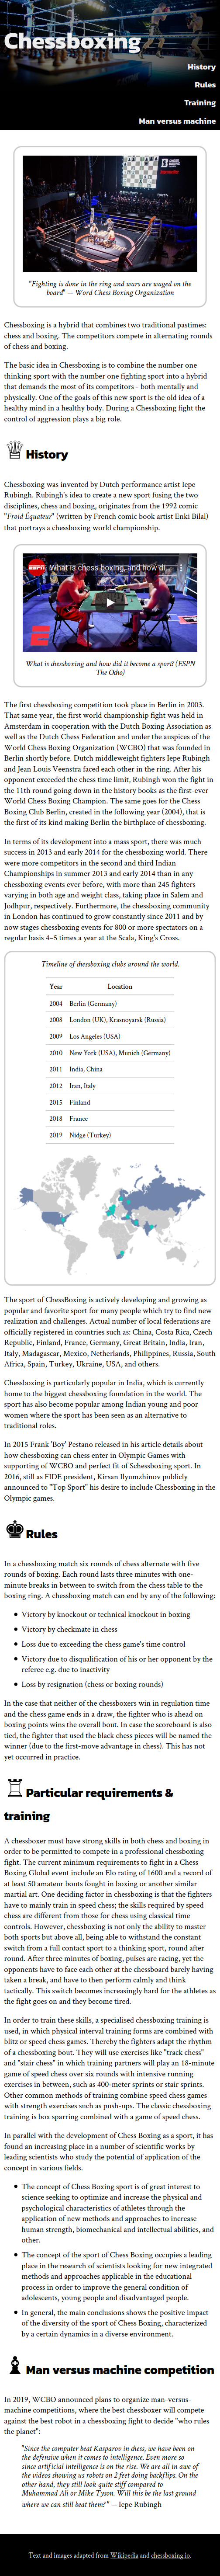 Chessboxing
History
Rules
Training
Man versus machine
"Fighting is done in the ring and wars are waged on the
board" — Word Chess Boxing Organization
Chessboxing is a hybrid that combines two traditional pastimes:
chess and boxing. The competitors compete in alternating rounds
of chess and boxing.
The basic idea in Chessboxing is to combine the number one
thinking sport with the number one fighting sport into a hybrid
that demands the most of its competitors - both mentally and
physically. One of the goals of this new sport is the old idea of a
healthy mind in a healthy body. During a Chessboxing fight the
control of aggression plays a big role.
History
Chessboxing was invented by Dutch performance artist Iepe
Rubingh. Rubingh's idea to create a new sport fusing the two
disciplines, chess and boxing, originates from the 1992 comic
"Froid Équateur" (written by French comic book artist Enki Bilal)
that portrays a chessboxing world championship.
What is chess boxing, and how di...
What is chessboxing and how did it become a sport? (ESPN
The Ocho)
The first chessboxing competition took place in Berlin in 2003.
That same year, the first world championship fight was held in
Amsterdam in cooperation with the Dutch Boxing Association as
well as the Dutch Chess Federation and under the auspices of the
World Chess Boxing Organization (WCBO) that was founded in
Berlin shortly before. Dutch middleweight fighters Iepe Rubingh
and Jean Louis Veenstra faced each other in the ring. After his
opponent exceeded the chess time limit, Rubingh won the fight in
the 11th round going down in the history books as the first-ever
World Chess Boxing Champion. The same goes for the Chess
Boxing Club Berlin, created in the following year (2004), that is
the first of its kind making Berlin the birthplace of chessboxing.
In terms of its development into a mass sport, there was much
success in 2013 and early 2014 for the chessboxing world. There
were more competitors in the second and third Indian
Championships in summer 2013 and early 2014 than in any
chessboxing events ever before, with more than 245 fighters
varying in both age and weight class, taking place in Salem and
Jodhpur, respectively. Furthermore, the chessboxing community
in London has continued to grow constantly since 2011 and by
now stages chessboxing events for 800 or more spectators on a
regular basis 4–5 times a year at the Scala, King's Cross.
Timeline of chessboxing clubs around the world.
Year Location
2004 Berlin (Germany)
2008 London (UK), Krasnoyarsk (Russia)
2009 Los Angeles (USA)
2010 New York (USA), Munich (Germany)
2011 India, China
2012 Iran, Italy
2015 Finland
2018 France
2019 Nidge (Turkey)
The sport of ChessBoxing is actively developing and growing as
popular and favorite sport for many people which try to find new
realization and challenges. Actual number of local federations are
officially registered in countries such as: China, Costa Rica, Czech
Republic, Finland, Frances, Germany, Great Britain, India, Iran,
Italy, Madagascar, Mexico, Netherlands, Philippines, Russia, South
Africa, Spain, Turkey, Ukraine, USA, and others.
Chessboxing is particularly popular in India, which is currently
home to the biggest chessboxing foundation in the world. The
sport has also become popular among Indian young and poor
women where the sport has been seen as an alternative to
traditional roles.
In 2015 Frank 'Boy' Pestano released in his article details about
how chessboxing can chess enter in Olympic Games with
supporting of WCBO and perfect fit of Schessboxing sport. In
2016, still as FIDE president, Kirsan Ilyumzhinov publicly
announced to "Top Sport" his desire to include Chessboxing in the
Olympic games.
Rules
In a chessboxing match six rounds of chess alternate with five
rounds of boxing. Each round lasts three minutes with one-
minute breaks in between to switch from the chess table to the
boxing ring. A chessboxing match can end by any of the following:
• Victory by knockout or technical knockout in boxing
• Victory by checkmate in chess
• Loss due to exceeding the chess game's time control
• Victory due to disqualification of his or her opponent by the
referee e.g. due to inactivity
• Loss by resignation (chess or boxing rounds)
In the case that neither of the chessboxers win in regulation time
and the chess game ends in a draw, the fighter who is ahead on
boxing points wins the overall bout. In case the scoreboard is also
tied, the fighter that used the black chess pieces will be named the
winner (due to the first-move advantage in chess). This has not
yet occurred in practice.
Particular requirements &
training
A chessboxer must have strong skills in both chess and boxing in
order to be permitted to compete in a professional chessboxing
fight. The current minimum requirements to fight in a Chess
Boxing Global event include an Elo rating of 1600 and a record of
at least 50 amateur bouts fought in boxing or another similar
martial art. One deciding factor in chessboxing is that the fighters
have to mainly train in speed chess; the skills required by speed
chess are different from those for chess using classical time
controls. However, chessboxing is not only the ability to master
both sports but above all, being able to withstand the constant
switch from a full contact sport to a thinking sport, round after
round. After three minutes of boxing, pulses are racing, yet the
opponents have to face each other at the chessboard barely having
taken a break, and have to then perform calmly and think
tactically. This switch becomes increasingly hard for the athletes as
the fight goes on and they become tired.
In order to train these skills, a specialised chessboxing training is
used, in which physical interval training forms are combined with
blitz or speed chess games. Thereby the fighters adapt the rhythm
of a chessboxing bout. They will use exercises like "track chess"
and "stair chess" in which training partners will play an 18-minute
game of speed chess over six rounds with intensive running
exercises in between, such as 400-meter sprints or stair sprints.
Other common methods of training combine speed chess games
with strength exercises such as push-ups. The classic chessboxing
training is box sparring combined with a game of speed chess.
In parallel with the development of Chess Boxing as a sport, it has
found an increasing place in a number of scientific works by
leading scientists who study the potential of application of the
concept in various fields.
• The concept of Chess Boxing sport is of great interest to
science seeking to optimize and increase the physical and
psychological characteristics of athletes through the
application of new methods and approaches to increase
human strength, biomechanical and intellectual abilities, and
other.
• The concept of the sport of Chess Boxing occupies a leading
place in the research of scientists looking for new integrated
methods and approaches applicable in the educational
process in order to improve the general condition of
adolescents, young people and disadvantaged people.
• In general, the main conclusions shows the positive impact
of the diversity of the sport of Chess Boxing, characterized
by a certain dynamics in a diverse environment.
Man versus machine competition
In 2019, WCBO announced plans to organize man-versus-
machine competitions, where the best chessboxer will compete
against the best robot in a chessboxing fight to decide "who rules
the planet":
"Since the computer beat Kasparov in chess, we have been on
the defensive when it comes to intelligence. Even more so
since artificial intelligence is on the rise. We are all in awe of
the videos showing us robots on 2 feet doing backflips. On the
other hand, they still look quite stiff compared to
Muhammad Ali or Mike Tyson. Will this be the last ground
where we can still beat them?" — Iepe Rubingh
Text and images adapted from Wikipedia and chessboxing.io.